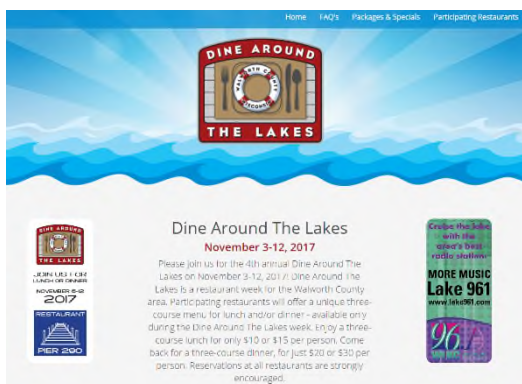 Home FAQ's Packages & Specials Participating Restaurants
DINE AROUND
WALWORTH COUNTY
WISCONSIN
THE LAKES
DINE AROUND
THE LAKES
JOIN US FOR
LUNCH OR DINNER
NOVEMBER 3-12
2017
RESTAURANT
PIER 290
Dine Around The Lakes
November 3-12, 2017
Please join us for the 4th annual Dine Around The
Lakes on November 3-12, 2017! Dine Around The
Lakes is a restaurant week for the Walworth County
area. Participating restaurants will offer a unique three-
course menu for lunch and/or dinner - available only
during the Dine Around The Lakes week. Enjoy a three-
course lunch for only $10 or $15 per person. Come
back for a three-course dinner, for just $20 or $30 per
person. Reservations at all restaurants are strongly
encouraged.
Cruise the lake
with the
area's best
radio station:
MORE MUSIC
Lake 961
www.lake961.com
96.1